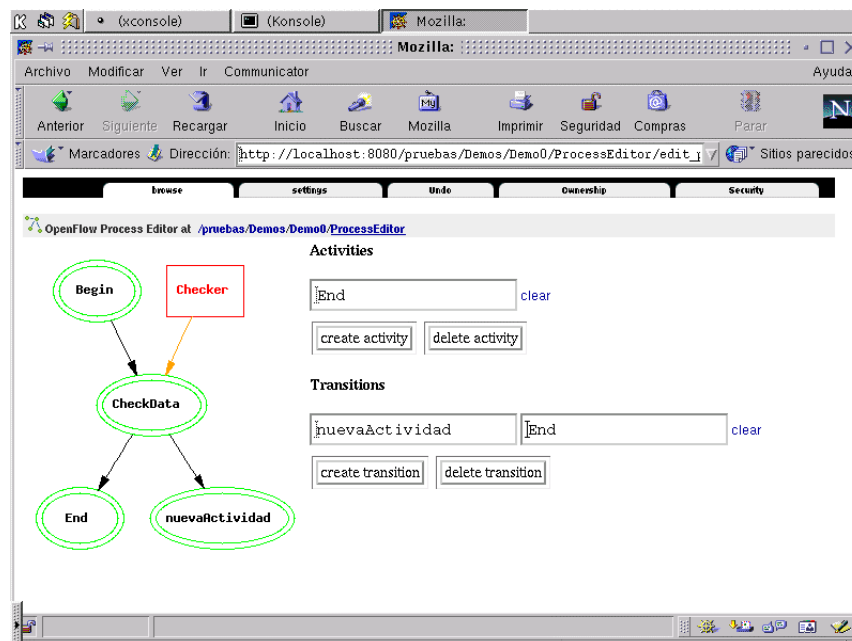 (xconsole) (Konsole) Mozilla:
Mozilla:
Archivo Modificar Ver Ir Communicator Ayuda
My
N
Anterior Siguiente Recargar Inicio Buscar Mozilla Imprimir Seguridad Compras Parar
Marcadores Dirección: http://localhost:8080/pruebas/Demos/Demo0/ProcessEditor/edit_ Sitios parecidos
browse settings Undo Ownership Security
OpenFlow Process Editor at /pruebas/Demos/Demo0/ProcessEditor
Activities
Begin Checker
End clear
create activity delete activity
Transitions
CheckData
nuevaActividad End clear
create transition delete transition
End nuevaActividad